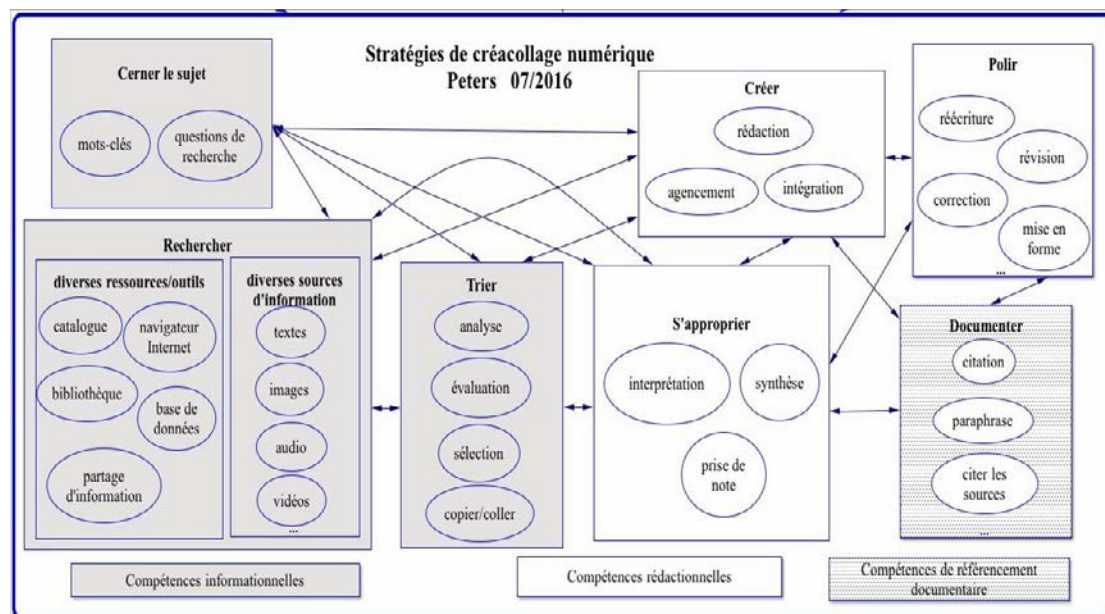 Stratégies de créacollage numérique
Peters 07/2016
Cerner le sujet
mots-clés
questions de
recherche
Créer
rédaction
agencement
intégration
Polir
réécriture
révision
correction
mise en
forme
...
Rechercher
diverses ressources/outils
catalogue
navigateur
Internet
bibliothèque
base de
données
partage
d'information
diverses sources
d'information
textes
images
audio
vidéos
...
Trier
analyse
évaluation
sélection
copier/coller
S'approprier
interprétation
synthèse
prise de
note
Documenter
citation
paraphrase
citer les
sources
...
Compétences informationnelles
Compétences rédactionnelles
Compétences de référencement
documentaire